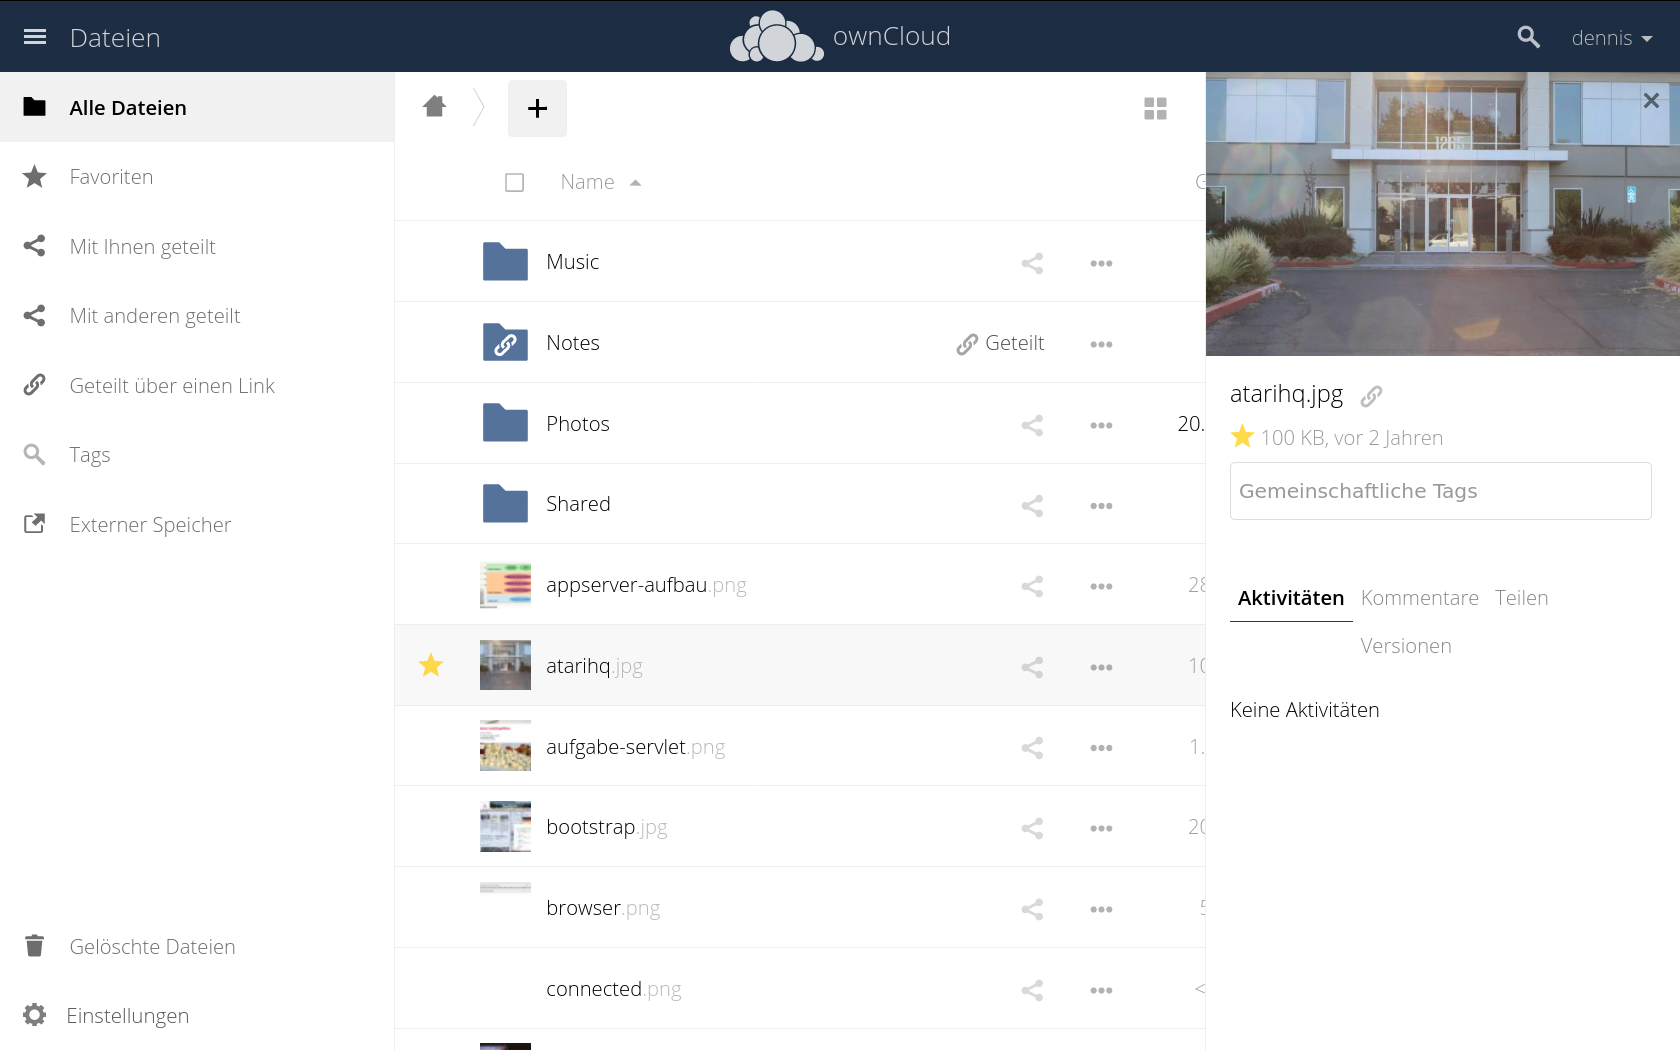 Dateien
ownCloud
dennis
Alle Dateien
Favoriten
Mit Ihnen geteilt
Mit anderen geteilt
Geteilt über einen Link
Tags
Externer Speicher
Gelöschte Dateien
Einstellungen
Name
Music
Notes
Geteilt
Photos
20.
Shared
appserver-aufbau.png
28
atarihq.jpg
10
aufgabe-servlet.png
1.
bootstrap.jpg
20
browser.png
5
connected.png
<
1265
atarihq.jpg
100 KB, vor 2 Jahren
Gemeinschaftliche Tags
Aktivitäten Kommentare Teilen
Versionen
Keine Aktivitäten